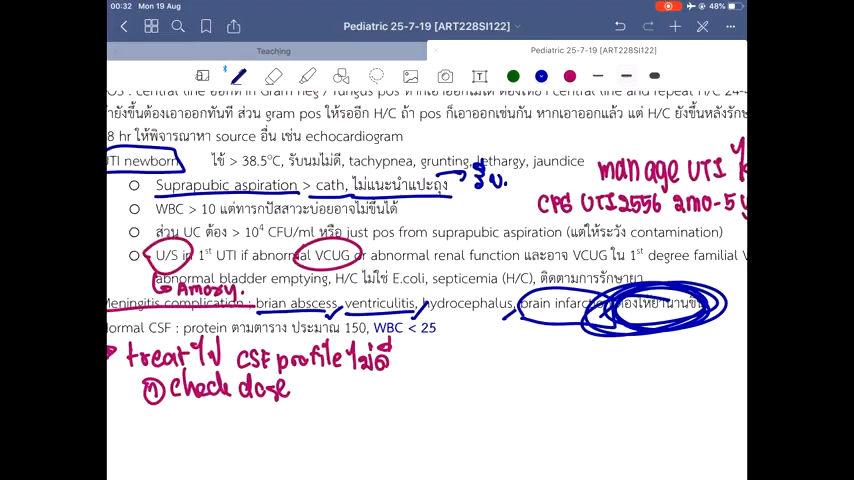 00:32 Mon 19 Aug 48%
Pediatric 25-7-19 [ART228SI122]
Teaching
Pediatric 25-7-19 [ART228SI122]
ายังขึ้นต้องเอาออกทันที ส่วน gram pos ให้รออีก H/C ถ้า pos ก็เอาออกเช่นกัน หากเอาออกแล้ว แต่ H/C ยังขึ้นหลังรักษ
8 hr ให้พิจารณาหา source อื่น เช่น echocardiogram
UTI newborn ไข้ > 38.5°C, รับนมไม่ดี, tachypnea, grunting, lethargy, jaundice
manage UTI
Suprapubic aspiration > cath, ไม่แนะนำแปะถุง
CPG UTI 2556 2mo-5y
WBC > 10 แต่ทารกปัสสาวะบ่อยอาจไม่ขึ้นได้
ส่วน UC ต้อง > 10⁴ CFU/ml หรือ just pos from suprapubic aspiration (แต่ให้ระวัง contamination)
U/S in 1st UTI if abnormal VCUG or abnormal renal function และอาจ VCUG ใน 1st degree familial V
abnormal bladder emptying, H/C ไม่ใช่ E.coli, septicemia (H/C), ติดตามการรักษายา
Meningitis complication : brian abscess, ventriculitis, hydrocephalus, brain infarc
Normal CSF : protein ตามตาราง ประมาณ 150, WBC < 25
treat ไป CSF profile ไม่ดี
① check dose